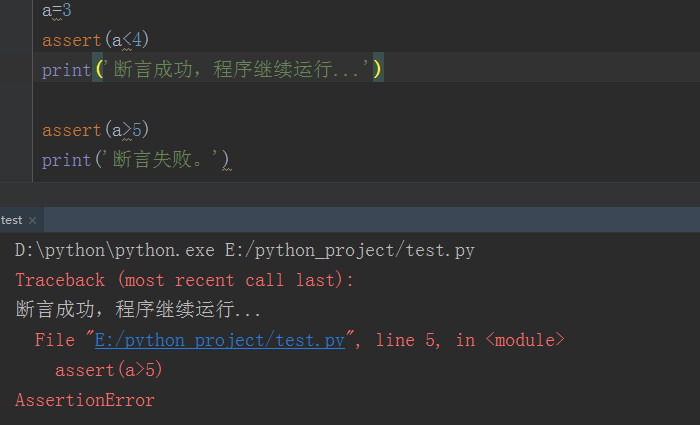 a=3
assert(a<4)
print('断言成功，程序继续运行...')
assert(a>5)
print('断言失败。')
test ×
D:\python\python.exe E:/python_project/test.py
Traceback (most recent call last):
断言成功，程序继续运行...
File "E:/python_project/test.py", line 5, in <module>
assert(a>5)
AssertionError